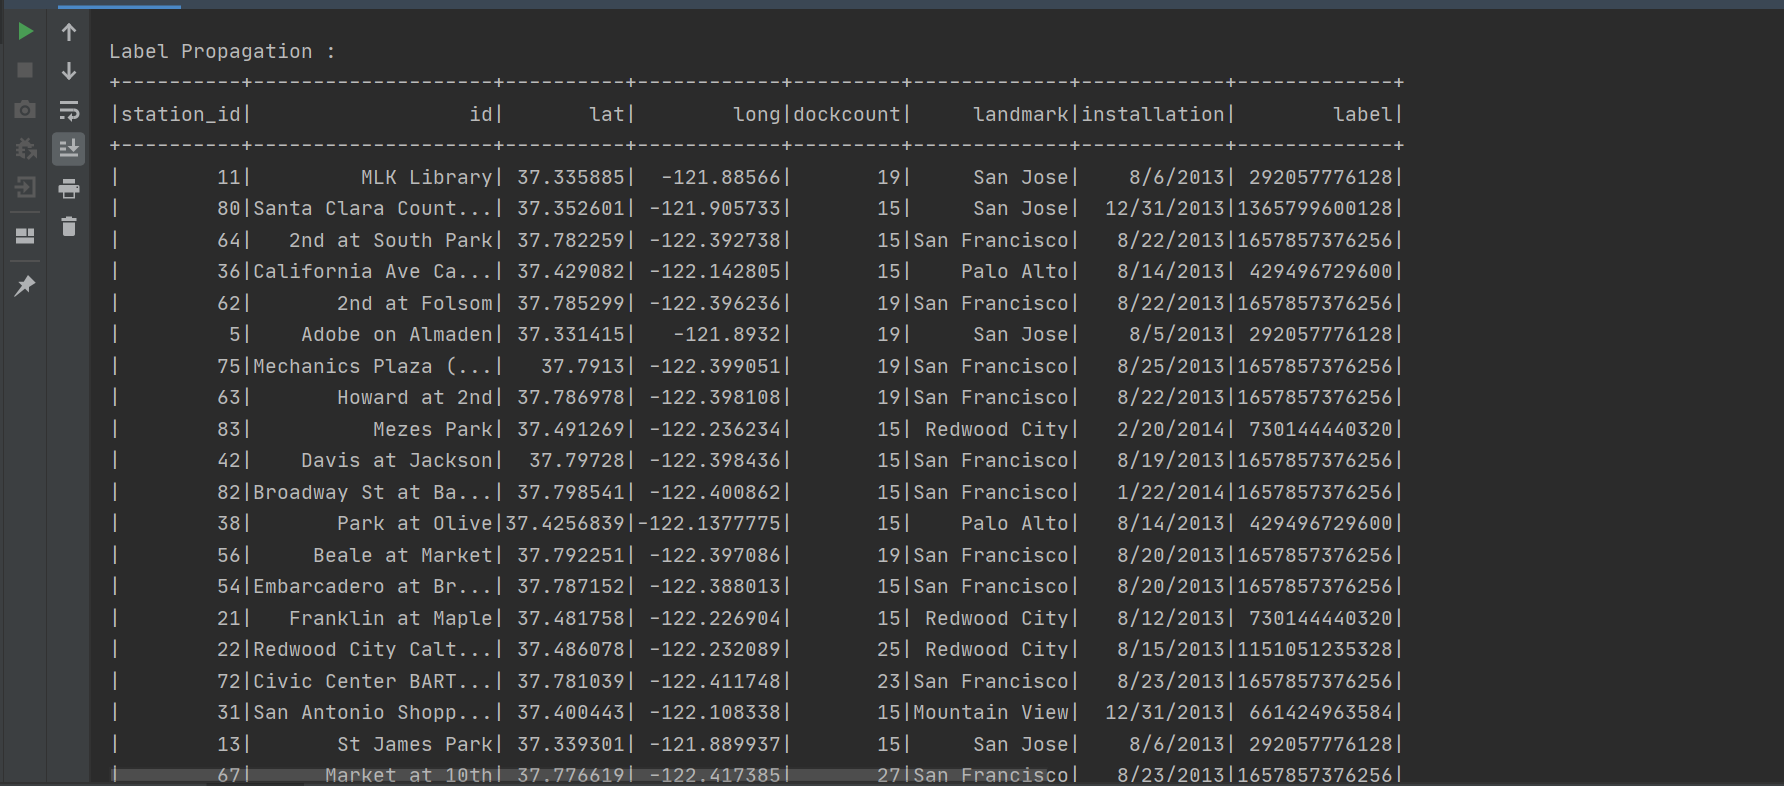 Label Propagation :
+----------+--------------------+----------+------------+---------+-------------+------------+-------------+
|station_id|                  id|       lat|        long|dockcount|     landmark|installation|        label|
+----------+--------------------+----------+------------+---------+-------------+------------+-------------+
|        11|         MLK Library| 37.335885|  -121.88566|       19|     San Jose|    8/6/2013| 292057776128|
|        80|Santa Clara Count...| 37.352601| -121.905733|       15|     San Jose|  12/31/2013|1365799600128|
|        64|   2nd at South Park| 37.782259| -122.392738|       15|San Francisco|   8/22/2013|1657857376256|
|        36|California Ave Ca...| 37.429082| -122.142805|       15|    Palo Alto|   8/14/2013| 429496729600|
|        62|       2nd at Folsom| 37.785299| -122.396236|       19|San Francisco|   8/22/2013|1657857376256|
|         5|    Adobe on Almaden| 37.331415|   -121.8932|       19|     San Jose|    8/5/2013| 292057776128|
|        75|Mechanics Plaza (...|   37.7913| -122.399051|       19|San Francisco|   8/25/2013|1657857376256|
|        63|       Howard at 2nd| 37.786978| -122.398108|       19|San Francisco|   8/22/2013|1657857376256|
|        83|          Mezes Park| 37.491269| -122.236234|       15| Redwood City|   2/20/2014| 730144440320|
|        42|    Davis at Jackson|  37.79728| -122.398436|       15|San Francisco|   8/19/2013|1657857376256|
|        82|Broadway St at Ba...| 37.798541| -122.400862|       15|San Francisco|   1/22/2014|1657857376256|
|        38|       Park at Olive|37.4256839|-122.1377775|       15|    Palo Alto|   8/14/2013| 429496729600|
|        56|     Beale at Market| 37.792251| -122.397086|       19|San Francisco|   8/20/2013|1657857376256|
|        54|Embarcadero at Br...| 37.787152| -122.388013|       15|San Francisco|   8/20/2013|1657857376256|
|        21|   Franklin at Maple| 37.481758| -122.226904|       15| Redwood City|   8/12/2013| 730144440320|
|        22|Redwood City Calt...| 37.486078| -122.232089|       25| Redwood City|   8/15/2013|1151051235328|
|        72|Civic Center BART...| 37.781039| -122.411748|       23|San Francisco|   8/23/2013|1657857376256|
|        31|San Antonio Shopp...| 37.400443| -122.108338|       15|Mountain View|  12/31/2013| 661424963584|
|        13|       St James Park| 37.339301| -121.889937|       15|     San Jose|    8/6/2013| 292057776128|
|        67|      Market at 10th| 37.776619| -122.417385|       27|San Francisco|   8/23/2013|1657857376256|